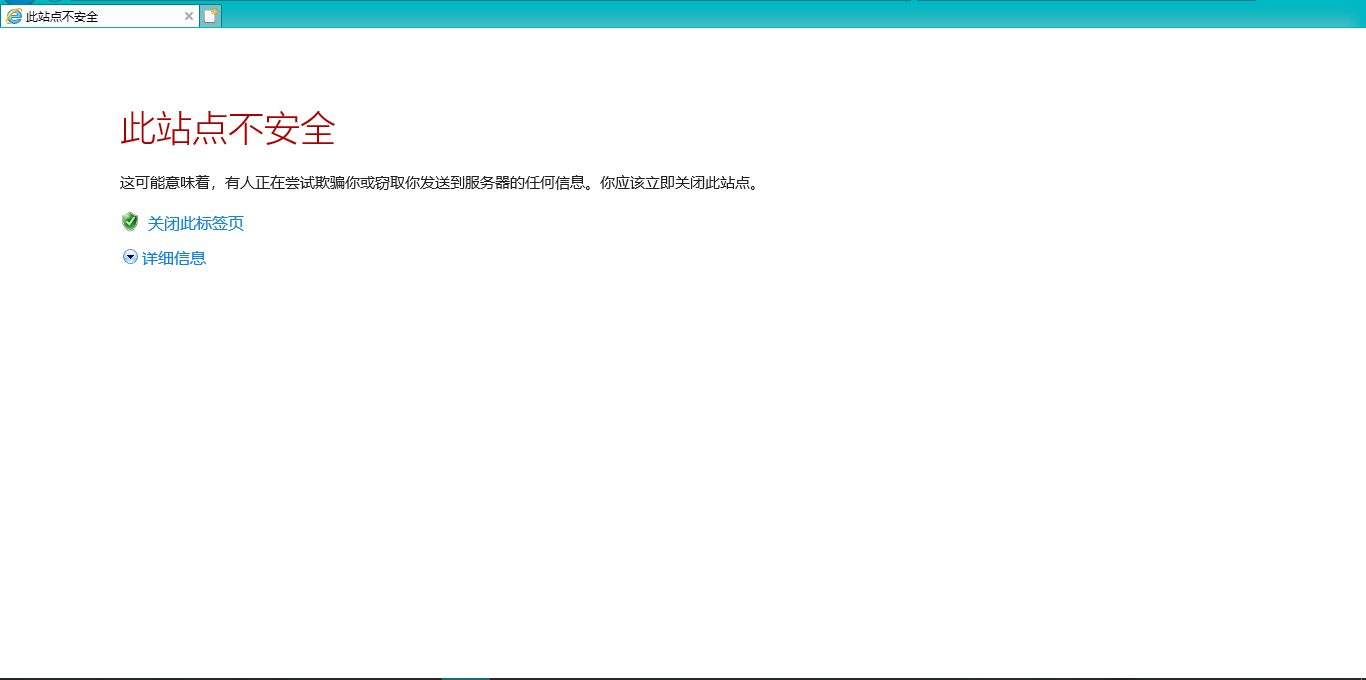 此站点不安全
此站点不安全
这可能意味着，有人正在尝试欺骗你或窃取你发送到服务器的任何信息。你应该立即关闭此站点。
关闭此标签页
详细信息